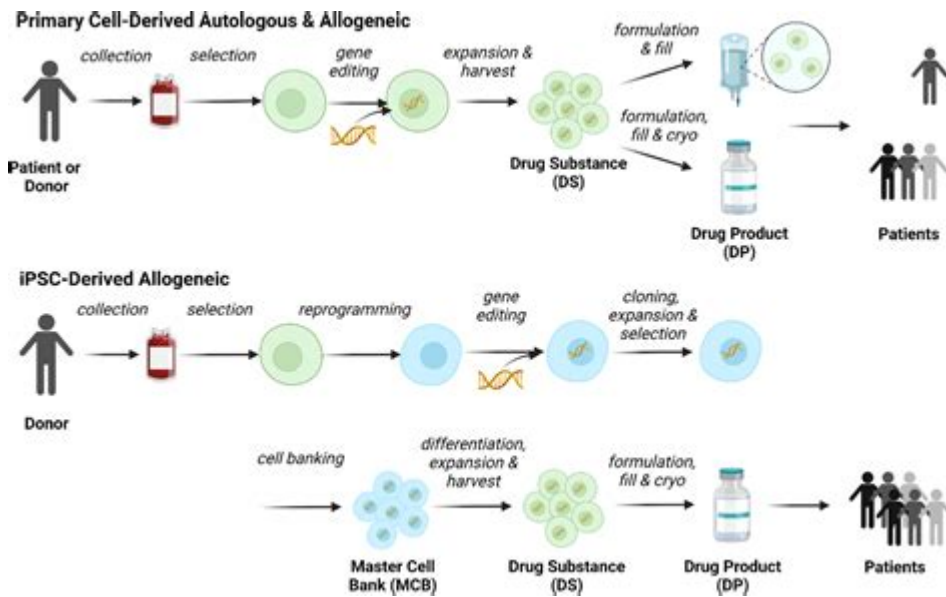 Primary Cell-Derived Autologous & Allogeneic
collection
selection
gene
editing
expansion &
harvest
formulation
& fill
formulation,
fill & cryo
Patient or
Donor
Drug Substance
(DS)
Drug Product
(DP)
Patients
iPSC-Derived Allogeneic
collection
selection
reprogramming
gene
editing
cloning,
expansion &
selection
Donor
cell banking
differentiation,
expansion &
harvest
formulation,
fill & cryo
Master Cell
Bank (MCB)
Drug Substance
(DS)
Drug Product
(DP)
Patients